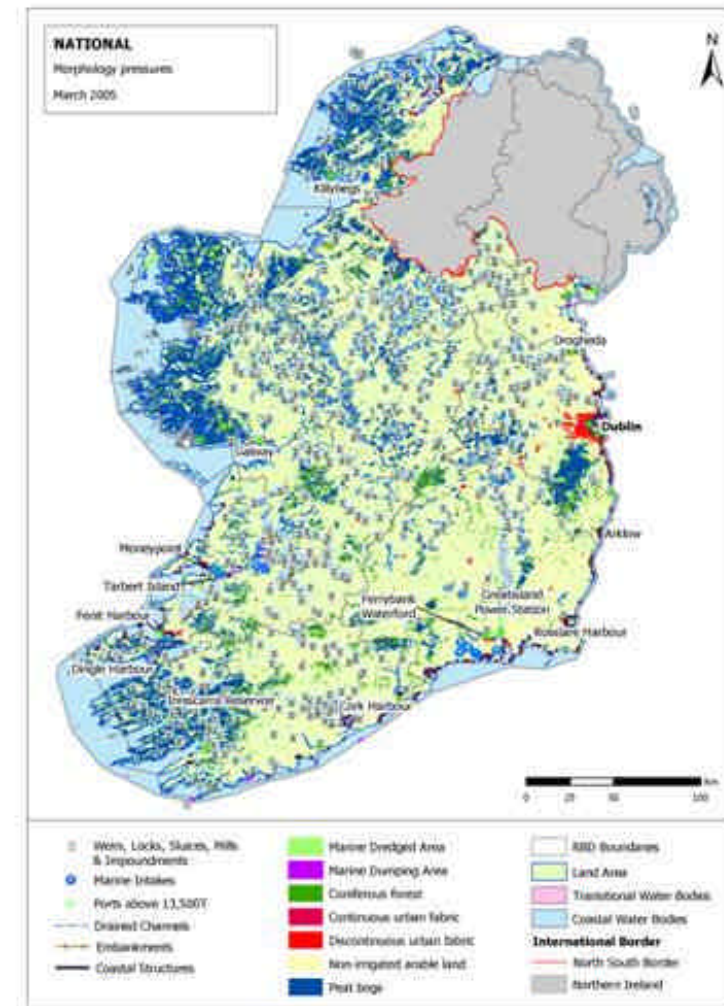 NATIONAL
Morphology pressures
March 2005
N
Killybegs
Drogheda
Dublin
Galway
Arklow
Moneypoint
Tarbert Island
Ferrybank
Waterford
Greatisland
Power Station
Fenit Harbour
Rosslare Harbour
Dingle Harbour
Inniscarra Reservoir
Cork Harbour
km
0 25 50 100
Weirs, Locks, Sluices, Mills
& Impoundments
Marine Intakes
Ports above 13,500T
Drained Channels
Embankments
Coastal Structures
Marine Dredged Area
Marine Dumping Area
Coniferous forest
Continuous urban fabric
Discontinuous urban fabric
Non-irrigated arable land
Peat bogs
RBD Boundaries
Land Area
Transitional Water Bodies
Coastal Water Bodies
International Border
North South Border
Northern Ireland